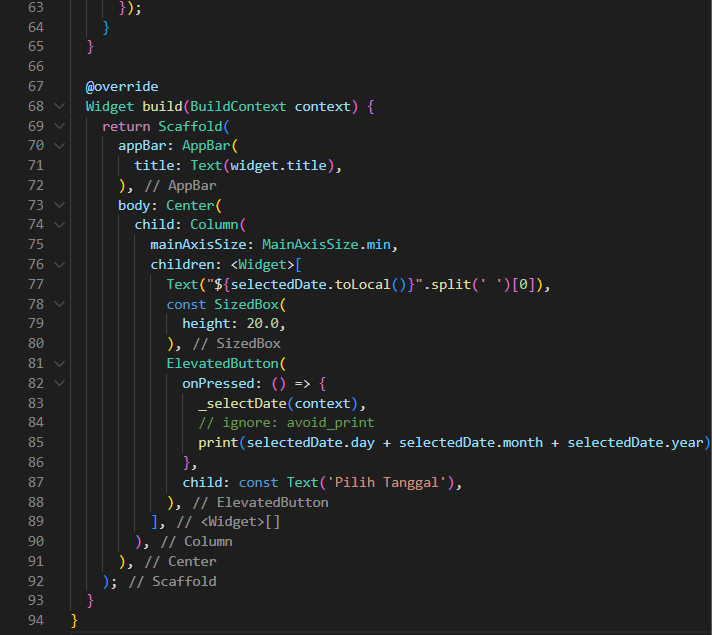 63 });
64 }
65 }
66
67 @override
68 Widget build(BuildContext context) {
69 return Scaffold(
70 appBar: AppBar(
71 title: Text(widget.title),
72 ), // AppBar
73 body: Center(
74 child: Column(
75 mainAxisSize: MainAxisSize.min,
76 children: <Widget>[
77 Text("${selectedDate.toLocal()}".split(' ')[0]),
78 const SizedBox(
79 height: 20.0,
80 ), // SizedBox
81 ElevatedButton(
82 onPressed: () => {
83 _selectDate(context),
84 // ignore: avoid_print
85 print(selectedDate.day + selectedDate.month + selectedDate.year)
86 },
87 child: const Text('Pilih Tanggal'),
88 ), // ElevatedButton
89 ], // <Widget>[]
90 ), // Column
91 ), // Center
92 ); // Scaffold
93 }
94 }